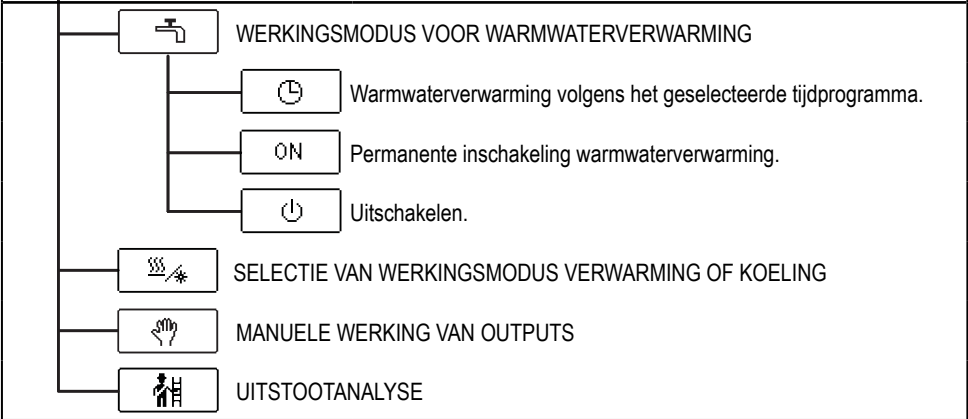 WERKINGSMODUS VOOR WARMWATERVERWARMING
Warmwaterverwarming volgens het geselecteerde tijdprogramma.
ON Permanente inschakeling warmwaterverwarming.
Uitschakelen.
SELECTIE VAN WERKINGSMODUS VERWARMING OF KOELING
MANUELE WERKING VAN OUTPUTS
UITSTOOTANALYSE